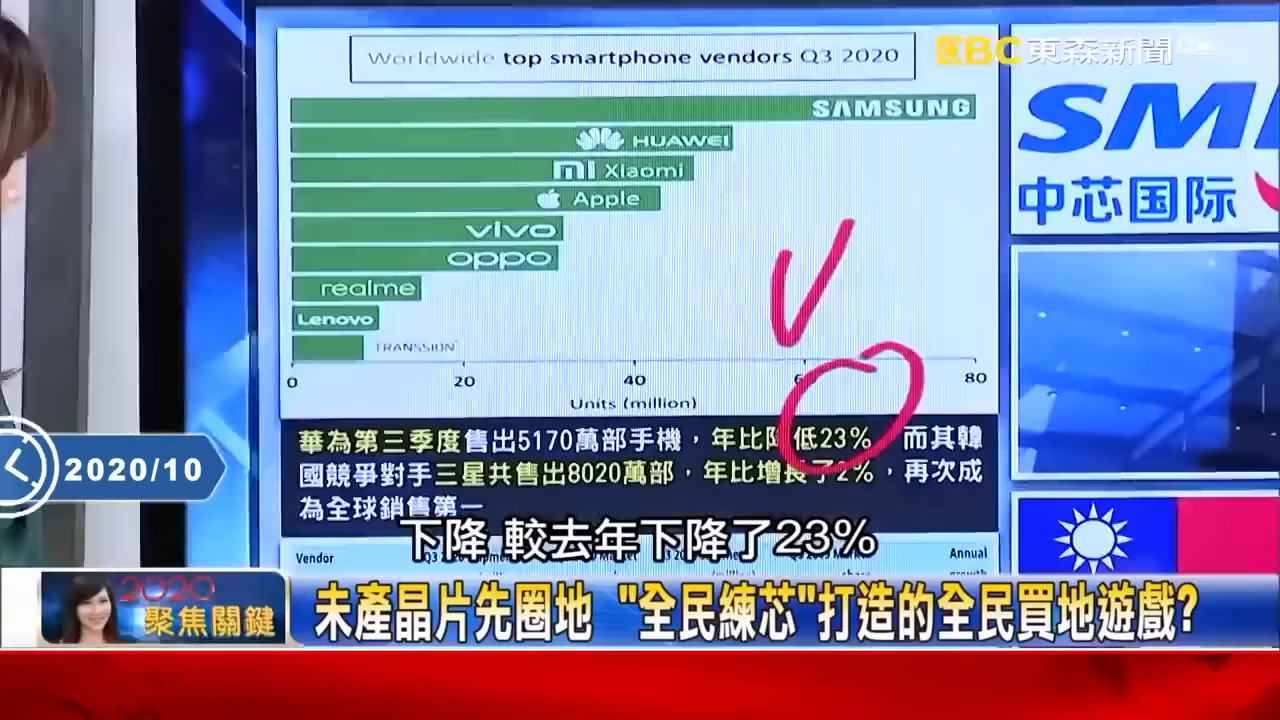 Worldwide top smartphone vendors Q3 2020
EBC 東森新聞
SAMSUNG
HUAWEI
Xiaomi
Apple
vivo
oppo
realme
Lenovo
TRANSSION
0 20 40 80
Units (million)
中芯国际
華為第三季度售出5170萬部手機，年比降低23% 而其韓
國競爭對手三星共售出8020萬部，年比增長了2%，再次成
為全球銷售第一
2020/10
下降 較去年下降了23%
Vendor
Annual
2020
聚焦關鍵
未產晶片先圈地 "全民練芯"打造的全民買地遊戲?